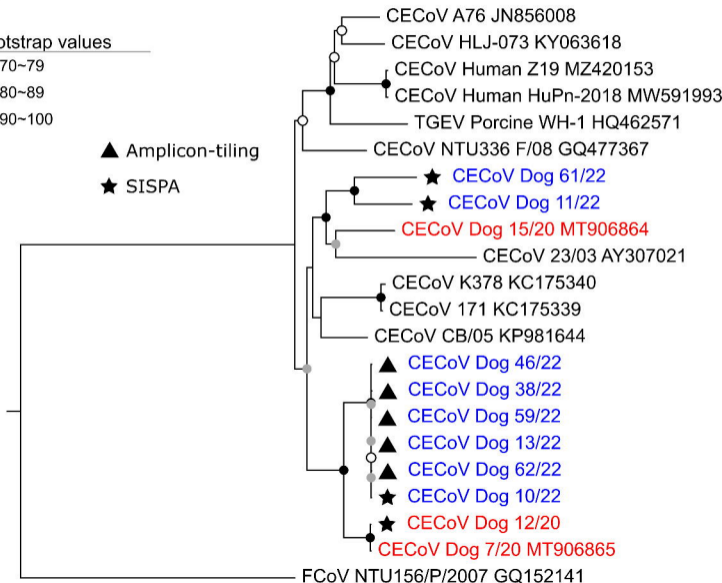 CECoV A76 JN856008
CECoV HLJ-073 KY063618
otstrap values
70~79
CECoV Human Z19 MZ420153
80~89
CECoV Human HuPn-2018 MW591993
90~100
TGEV Porcine WH-1 HQ462571
Amplicon-tiling
CECoV NTU336 F/08 GQ477367
SISPA
CECoV Dog 61/22
CECoV Dog 11/22
CECoV Dog 15/20 MT906864
CECoV 23/03 AY307021
CECoV K378 KC175340
CECoV 171 KC175339
CECoV CB/05 KP981644
CECoV Dog 46/22
CECoV Dog 38/22
CECoV Dog 59/22
CECoV Dog 13/22
CECoV Dog 62/22
CECoV Dog 10/22
CECoV Dog 12/20
CECoV Dog 7/20 MT906865
FCoV NTU156/P/2007 GQ152141